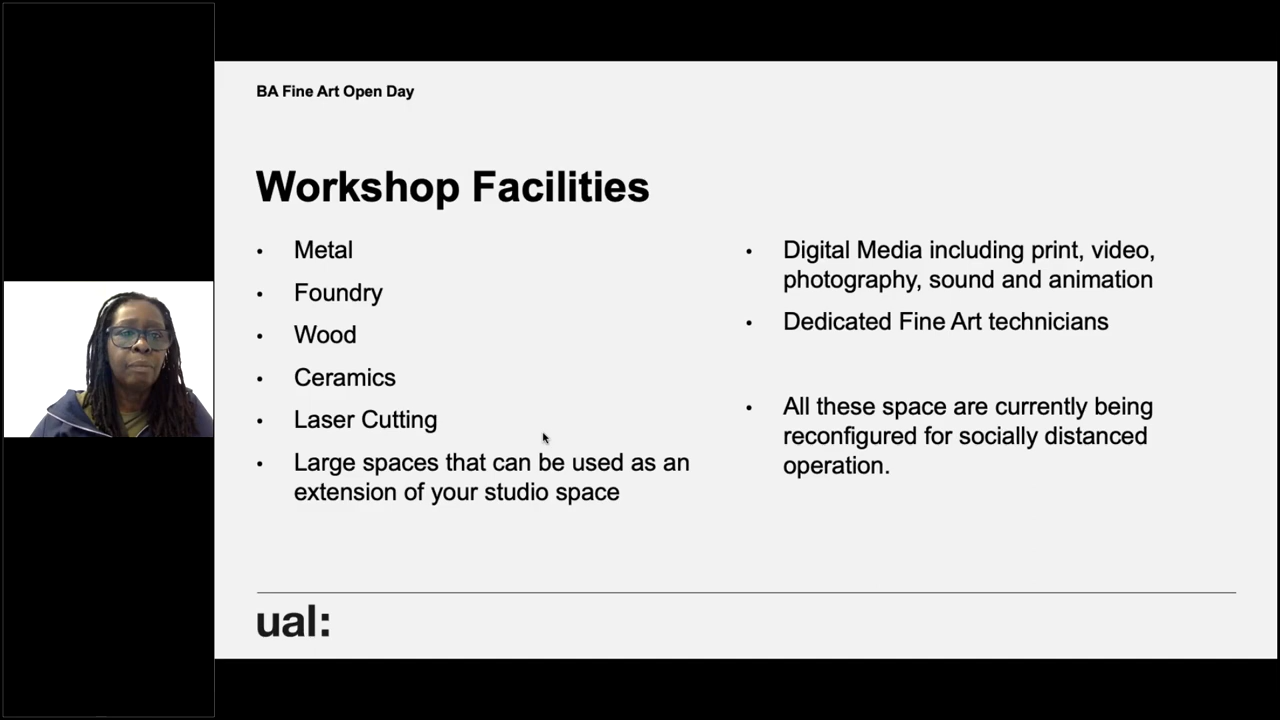 BA Fine Art Open Day
Workshop Facilities
• Metal
• Foundry
• Wood
• Ceramics
• Laser Cutting
• Large spaces that can be used as an
extension of your studio space
• Digital Media including print, video,
photography, sound and animation
• Dedicated Fine Art technicians
• All these space are currently being
reconfigured for socially distanced
operation.
ual: